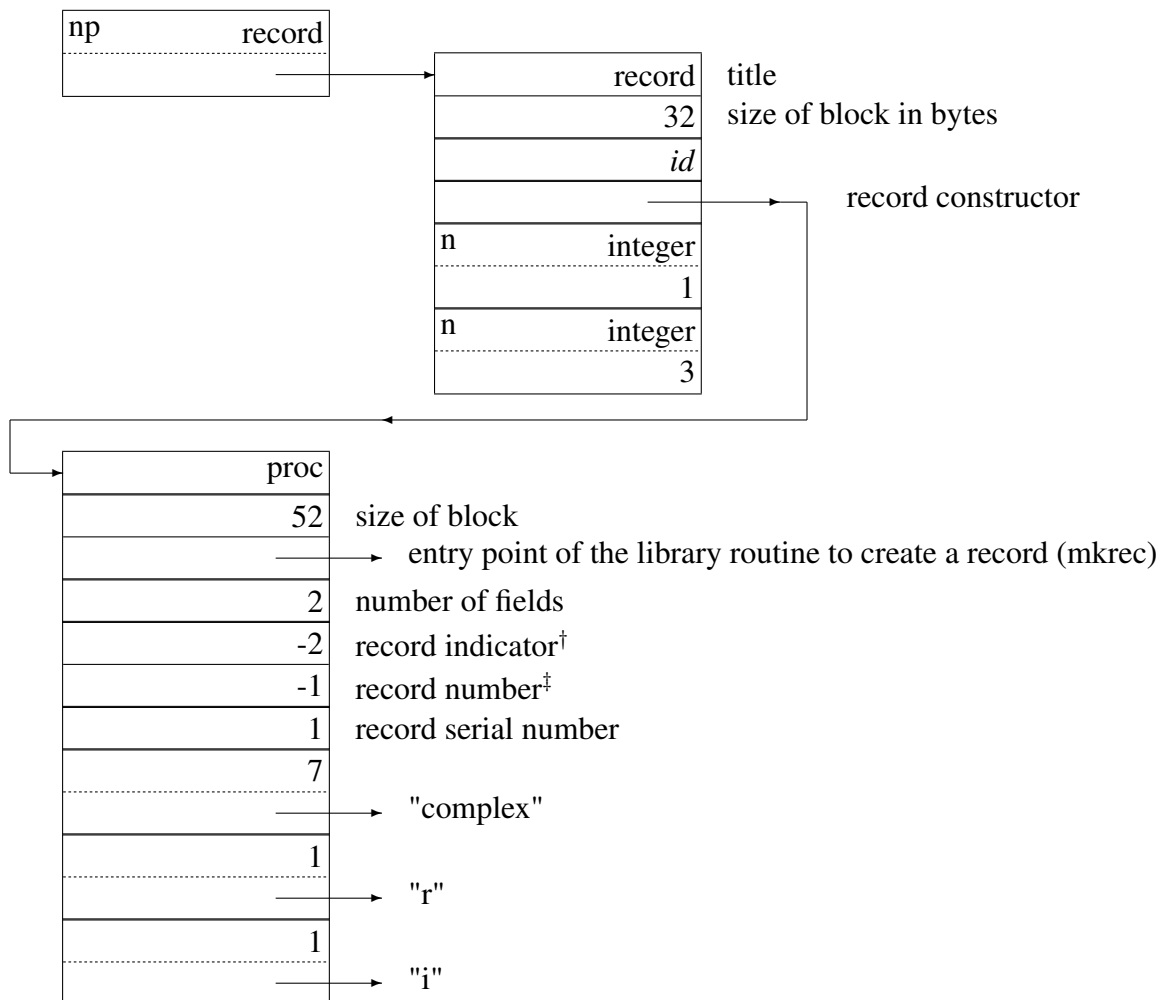 np record
record title
32 size of block in bytes
id
record constructor
n integer
1
n integer
3
proc
52 size of block
entry point of the library routine to create a record (mkrec)
2 number of fields
-2 record indicator†
-1 record number‡
1 record serial number
7
"complex"
1
"r"
1
"i"